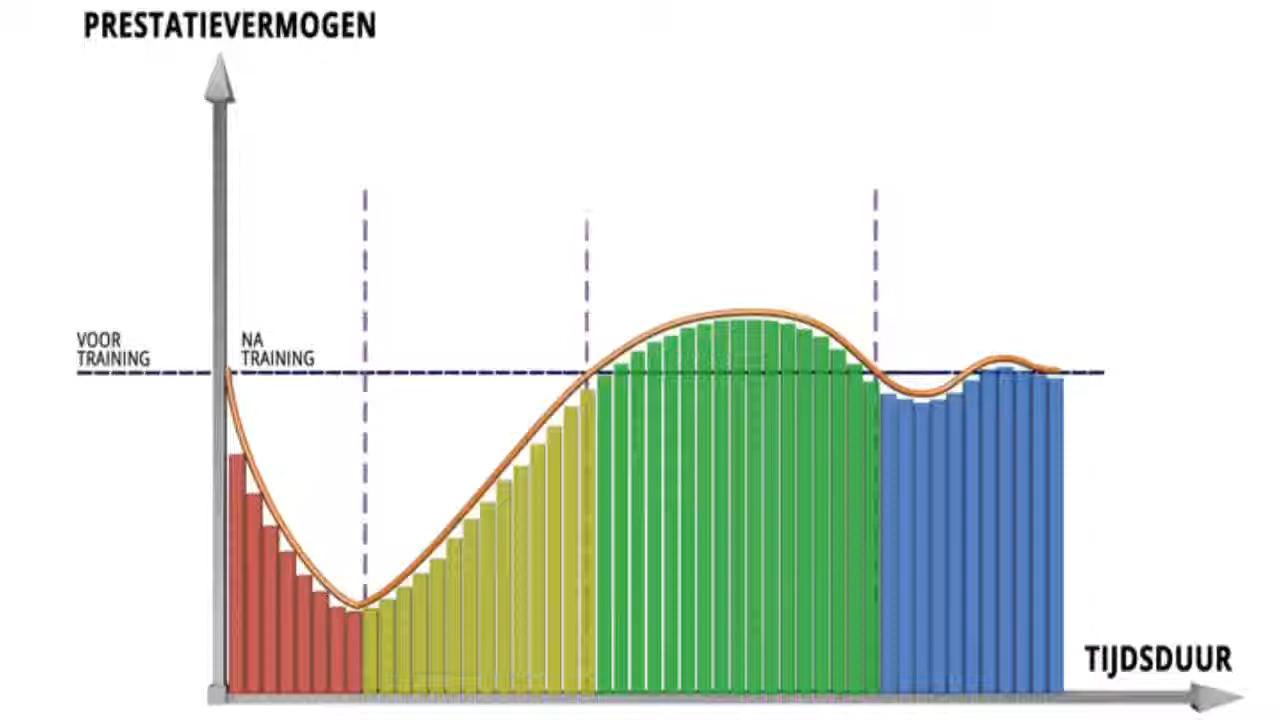 PRESTATIEVERMOGEN
VOOR
TRAINING
NA
TRAINING
TIJDSDUUR